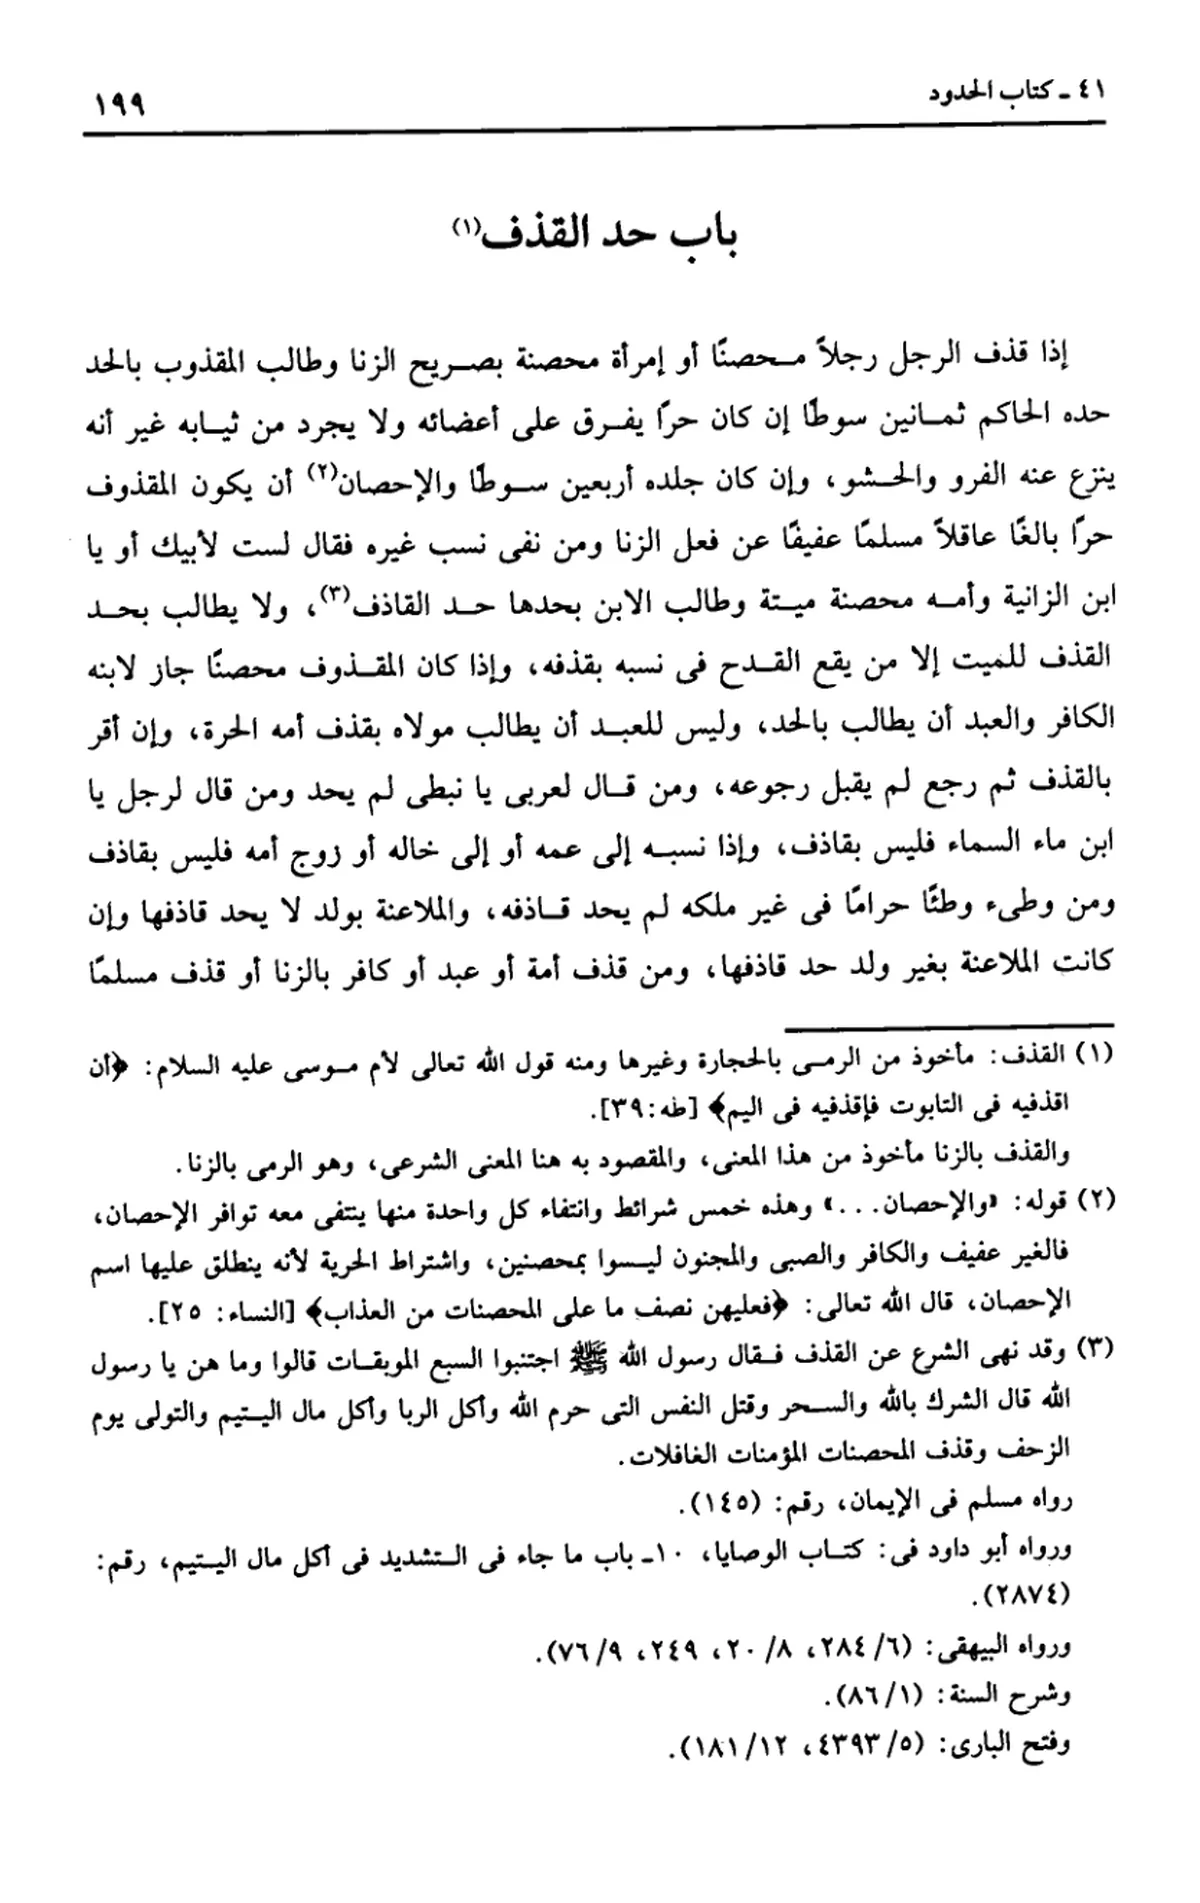 ٤١ ـ كتاب الحدود
١٩٩
باب حد القذف(١)
إذا قذف الرجل رجلاً محصنًا أو إمرأة محصنة بصريح الزنا وطالب المقذوب بالحد
حده الحاكم ثمانين سوطًا إن كان حرًا يفرق على أعضائه ولا يجرد من ثيابه غير أنه
ينزع عنه الفرو والحشو، وإن كان جلده أربعين سوطًا والإحصان(٢) أن يكون المقذوف
حرًا بالغًا عاقلاً مسلمًا عفيفًا عن فعل الزنا ومن نفى نسب غيره فقال لست لأبيك أو يا
ابن الزانية وأمه محصنة ميتة وطالب الابن بحدها حد القاذف(٣)، ولا يطالب بحد
القذف للميت إلا من يقع القدح فى نسبه بقذفه، وإذا كان المقذوف محصنًا جاز لابنه
الكافر والعبد أن يطالب بالحد، وليس للعبد أن يطالب مولاه بقذف أمه الحرة، وإن أقر
بالقذف ثم رجع لم يقبل رجوعه، ومن قال لعربى يا نبطى لم يحد ومن قال لرجل يا
ابن ماء السماء فليس بقاذف، وإذا نسبه إلى عمه أو إلى خاله أو زوج أمه فليس بقاذف
ومن وطىء وطئًا حرامًا فى غير ملكه لم يحد قاذفه، والملاعنة بولد لا يحد قاذفها وإن
كانت الملاعنة بغير ولد حد قاذفها، ومن قذف أمة أو عبد أو كافر بالزنا أو قذف مسلمًا
(١) القذف: مأخوذ من الرمى بالحجارة وغيرها ومنه قول الله تعالى لأم موسى عليه السلام: ﴿أن
اقذفيه فى التابوت فإقذفيه فى اليم﴾ [طه:٣٩].
والقذف بالزنا مأخوذ من هذا المعنى، والمقصود به هنا المعنى الشرعى، وهو الرمى بالزنا.
(٢) قوله: «والإحصان...» وهذه خمس شرائط وانتفاء كل واحدة منها ينتفى معه توافر الإحصان،
فالغير عفيف والكافر والصبى والمجنون ليسوا بمحصنين، واشتراط الحرية لأنه ينطلق عليها اسم
الإحصان، قال الله تعالى: ﴿فعليهن نصف ما على المحصنات من العذاب﴾ [النساء: ٢٥].
(٣) وقد نهى الشرع عن القذف فقال رسول الله ﷺ اجتنبوا السبع الموبقات قالوا وما هن يا رسول
الله قال الشرك بالله والسحر وقتل النفس التى حرم الله وأكل الربا وأكل مال اليتيم والتولى يوم
الزحف وقذف المحصنات المؤمنات الغافلات.
رواه مسلم فى الإيمان، رقم: (١٤٥).
ورواه أبو داود فى: كتاب الوصايا، ١٠ـ باب ما جاء فى التشديد فى أكل مال اليتيم، رقم:
(٢٨٧٤).
ورواه البيهقى: (٦/ ٢٨٤، ٨/ ٢٠، ٢٤٩، ٩/ ٧٦).
وشرح السنة: (١/ ٨٦).
وفتح البارى: (٥/ ٤٣٩٣، ١٢/ ١٨١).